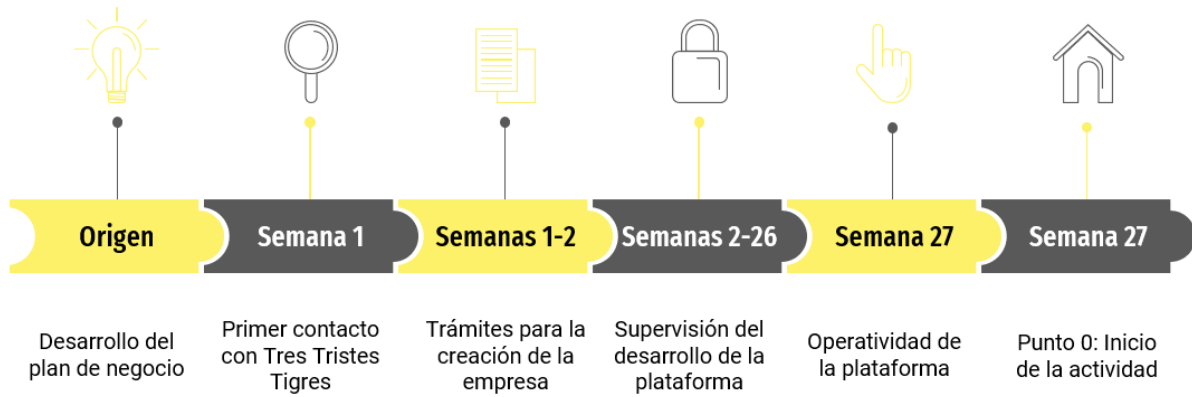 Origen
Semana 1
Semanas 1-2
Semanas 2-26
Semana 27
Semana 27
Desarrollo del
plan de negocio
Primer contacto
con Tres Tristes
Tigres
Trámites para la
creación de la
empresa
Supervisión del
desarrollo de la
plataforma
Operatividad de
la plataforma
Punto 0: Inicio
de la actividad